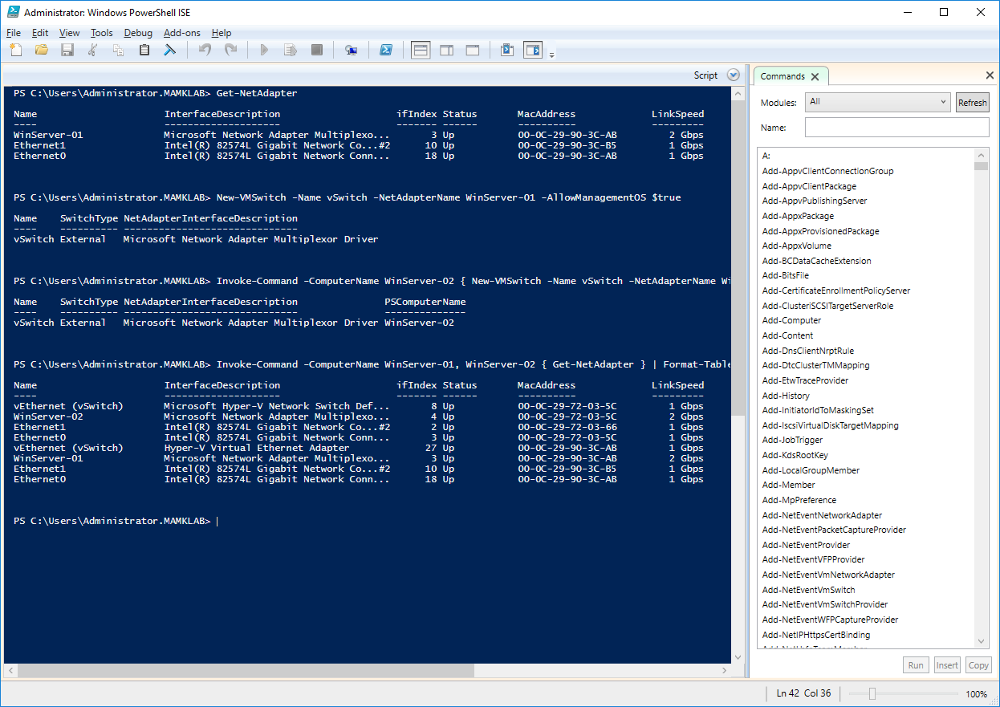 Administrator: Windows PowerShell ISE
File Edit View Tools Debug Add-ons Help
Script
PS C:\Users\Administrator.MAMKLAB> Get-NetAdapter
Name InterfaceDescription ifIndex Status MacAddress LinkSpeed
---- -------------------- ------- ------ ---------- ---------
WinServer-01 Microsoft Network Adapter Multiplexo... 3 Up 00-0C-29-90-3C-AB 2 Gbps
Ethernet1 Intel(R) 82574L Gigabit Network Co...#2 10 Up 00-0C-29-90-3C-B5 1 Gbps
Ethernet0 Intel(R) 82574L Gigabit Network Conn... 18 Up 00-0C-29-90-3C-AB 1 Gbps
PS C:\Users\Administrator.MAMKLAB> New-VMSwitch -Name vSwitch -NetAdapterName WinServer-01 -AllowManagementOS $true
Name SwitchType NetAdapterInterfaceDescription
---- ---------- ------------------------------
vSwitch External Microsoft Network Adapter Multiplexor Driver
PS C:\Users\Administrator.MAMKLAB> Invoke-Command -ComputerName WinServer-02 { New-VMSwitch -Name vSwitch -NetAdapterName Wi
Name SwitchType NetAdapterInterfaceDescription PSComputerName
---- ---------- ------------------------------ --------------
vSwitch External Microsoft Network Adapter Multiplexor Driver WinServer-02
PS C:\Users\Administrator.MAMKLAB> Invoke-Command -ComputerName WinServer-01, WinServer-02 { Get-NetAdapter } | Format-Table
Name InterfaceDescription ifIndex Status MacAddress LinkSpeed
---- -------------------- ------- ------ ---------- ---------
vEthernet (vSwitch) Microsoft Hyper-V Network Switch Def... 8 Up 00-0C-29-72-03-5C 1 Gbps
WinServer-02 Microsoft Network Adapter Multiplexo... 4 Up 00-0C-29-72-03-5C 2 Gbps
Ethernet1 Intel(R) 82574L Gigabit Network Co...#2 2 Up 00-0C-29-72-03-66 1 Gbps
Ethernet0 Intel(R) 82574L Gigabit Network Conn... 3 Up 00-0C-29-72-03-5C 1 Gbps
vEthernet (vSwitch) Hyper-V Virtual Ethernet Adapter 27 Up 00-0C-29-90-3C-AB 1 Gbps
WinServer-01 Microsoft Network Adapter Multiplexo... 3 Up 00-0C-29-90-3C-AB 2 Gbps
Ethernet1 Intel(R) 82574L Gigabit Network Co...#2 10 Up 00-0C-29-90-3C-B5 1 Gbps
Ethernet0 Intel(R) 82574L Gigabit Network Conn... 18 Up 00-0C-29-90-3C-AB 1 Gbps
PS C:\Users\Administrator.MAMKLAB>
Commands
Modules: All Refresh
Name:
A:
Add-AppvClientConnectionGroup
Add-AppvClientPackage
Add-AppvPublishingServer
Add-AppxPackage
Add-AppxProvisionedPackage
Add-AppxVolume
Add-BCDataCacheExtension
Add-BitsFile
Add-CertificateEnrollmentPolicyServer
Add-ClusteriSCSITargetServerRole
Add-Computer
Add-Content
Add-DnsClientNrptRule
Add-DtcClusterTMMapping
Add-EtwTraceProvider
Add-History
Add-InitiatorIdToMaskingSet
Add-IscsiVirtualDiskTargetMapping
Add-JobTrigger
Add-KdsRootKey
Add-LocalGroupMember
Add-Member
Add-MpPreference
Add-NetEventNetworkAdapter
Add-NetEventPacketCaptureProvider
Add-NetEventProvider
Add-NetEventVFPProvider
Add-NetEventVmNetworkAdapter
Add-NetEventVmSwitch
Add-NetEventVmSwitchProvider
Add-NetEventWFPCaptureProvider
Add-NetIPHttpsCertBinding
Run Insert Copy
Ln 42 Col 36 100%